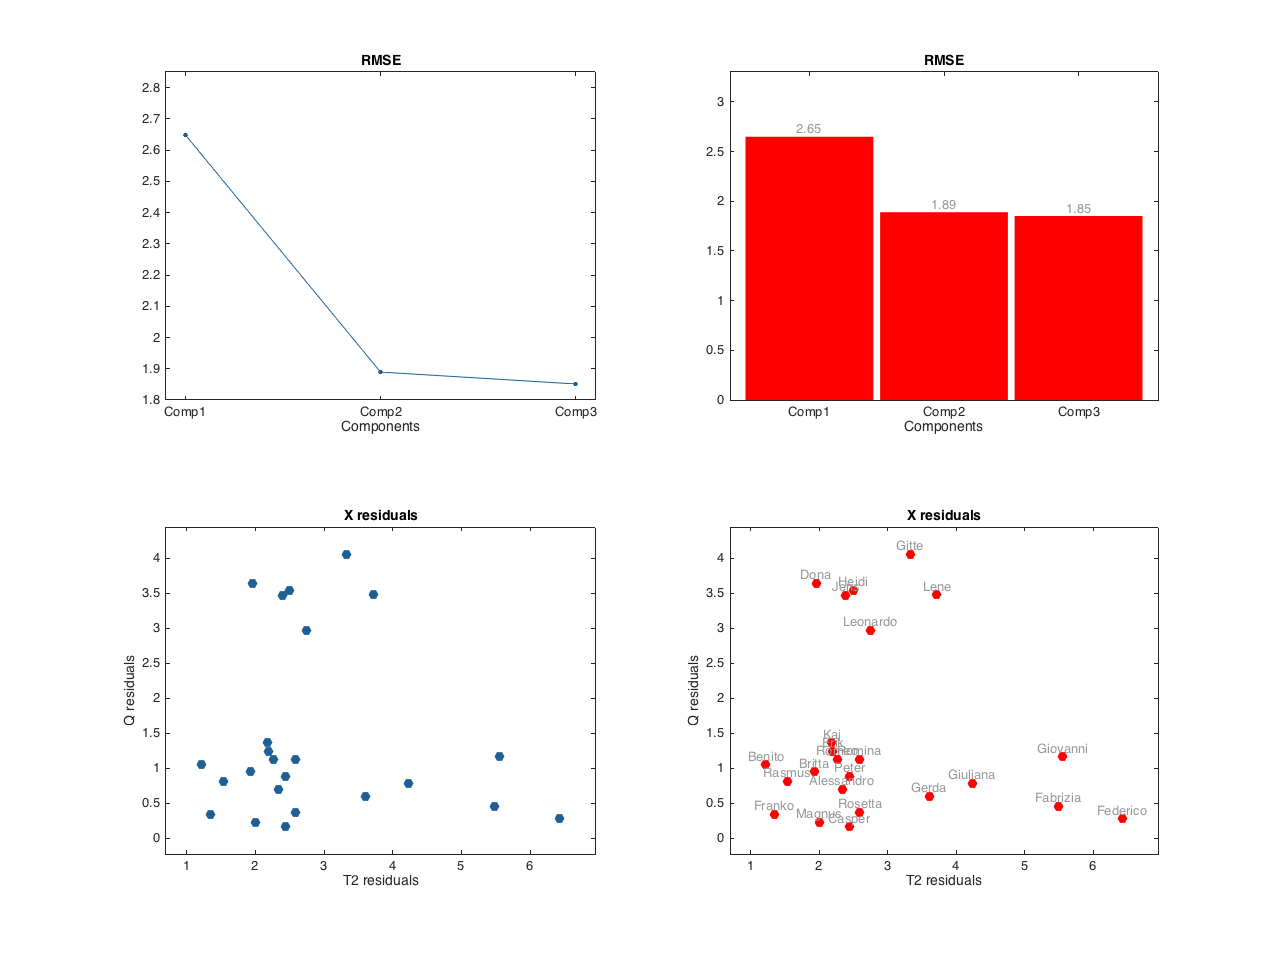 RMSE
2.8
2.7
2.6
2.5
2.4
2.3
2.2
2.1
2
1.9
1.8
Comp1 Comp2 Comp3
Components
RMSE
3
2.5
2
1.5
1
0.5
0
2.65
1.89
1.85
Comp1 Comp2 Comp3
Components
X residuals
Q residuals
4
3.5
3
2.5
2
1.5
1
0.5
0
1 2 3 4 5 6
T2 residuals
X residuals
Q residuals
4
3.5
3
2.5
2
1.5
1
0.5
0
Gitte
Dona
Heidi
Lene
Leonardo
Kaj
Giovanni
Benito
Britta
Peter
Rasmus
Giuliana
Alessandro
Gerda
Fabrizia
Rosetta
Franko
Federico
Magnus
Casper
1 2 3 4 5 6
T2 residuals